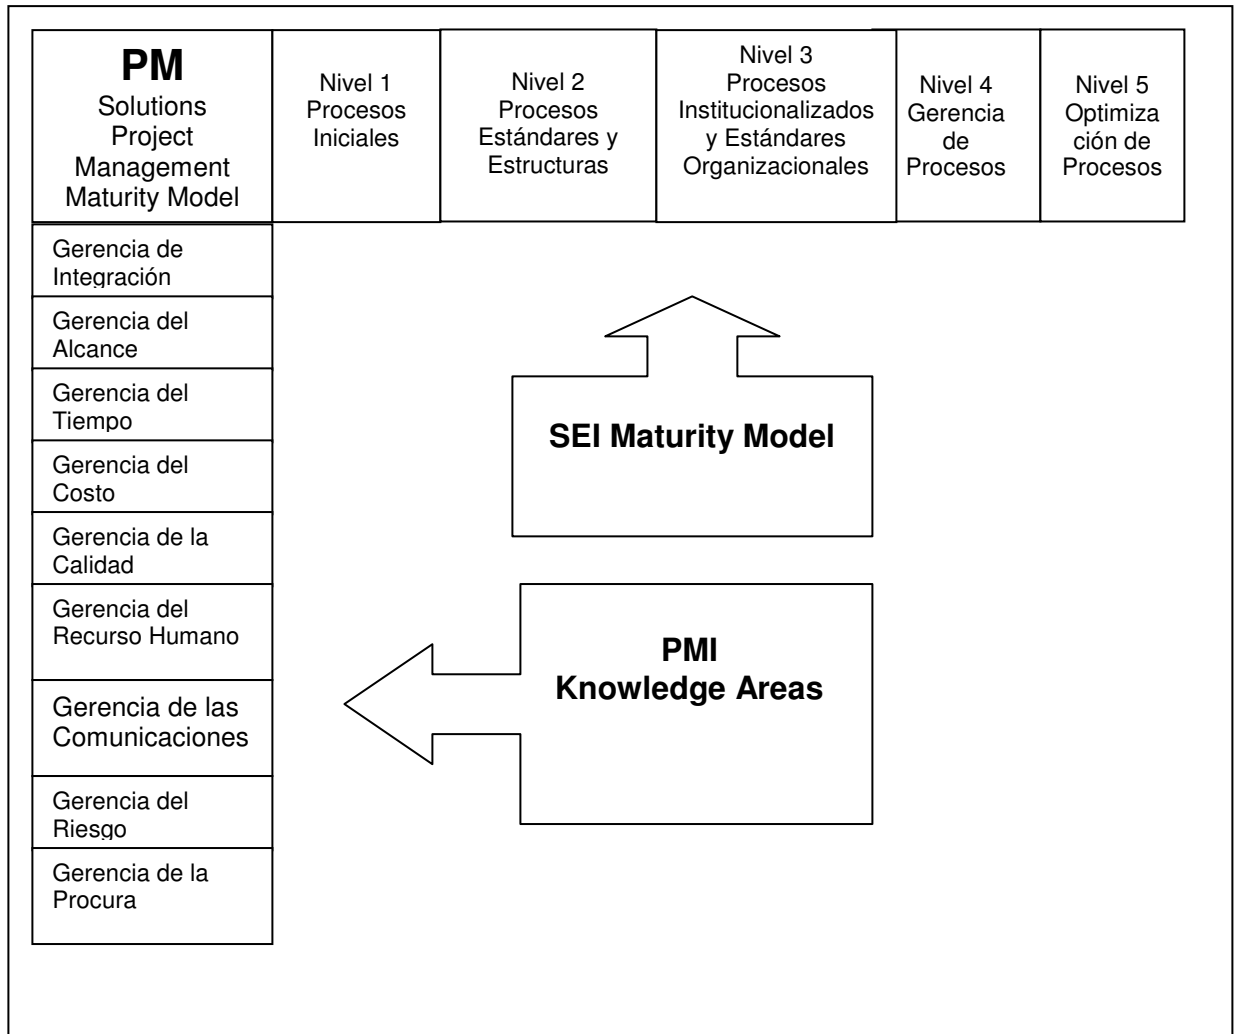 PM
Solutions
Project
Management
Maturity Model
Nivel 1
Procesos
Iniciales
Nivel 2
Procesos
Estándares y
Estructuras
Nivel 3
Procesos
Institucionalizados
y Estándares
Organizacionales
Nivel 4
Gerencia
de
Procesos
Nivel 5
Optimiza
ción de
Procesos
Gerencia de
Integración
Gerencia del
Alcance
Gerencia del
Tiempo
Gerencia del
Costo
Gerencia de la
Calidad
Gerencia del
Recurso Humano
Gerencia de las
Comunicaciones
Gerencia del
Riesgo
Gerencia de la
Procura
SEI Maturity Model
PMI
Knowledge Areas